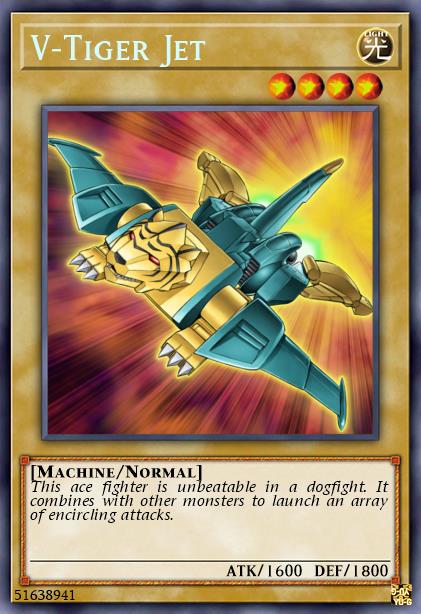 V-Tiger Jet
LIGHT
光
[Machine/Normal]
This ace fighter is unbeatable in a dogfight. It
combines with other monsters to launch an array
of encircling attacks.
ATK/1600 DEF/1800
51638941